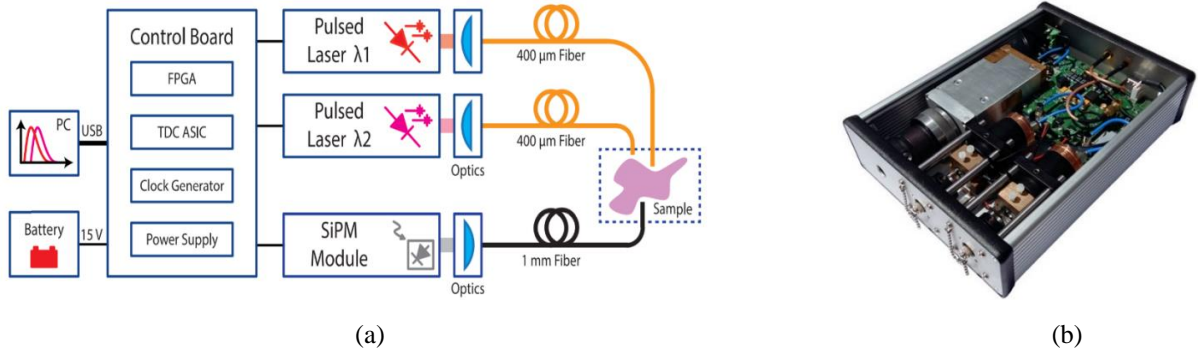 Control Board
FPGA
TDC ASIC
Clock Generator
Power Supply
PC
USB
Battery
15 V
Pulsed
Laser λ1
400 μm Fiber
Pulsed
Laser λ2
Optics
400 μm Fiber
SiPM
Module
Optics
1 mm Fiber
Sample
(a)
(b)